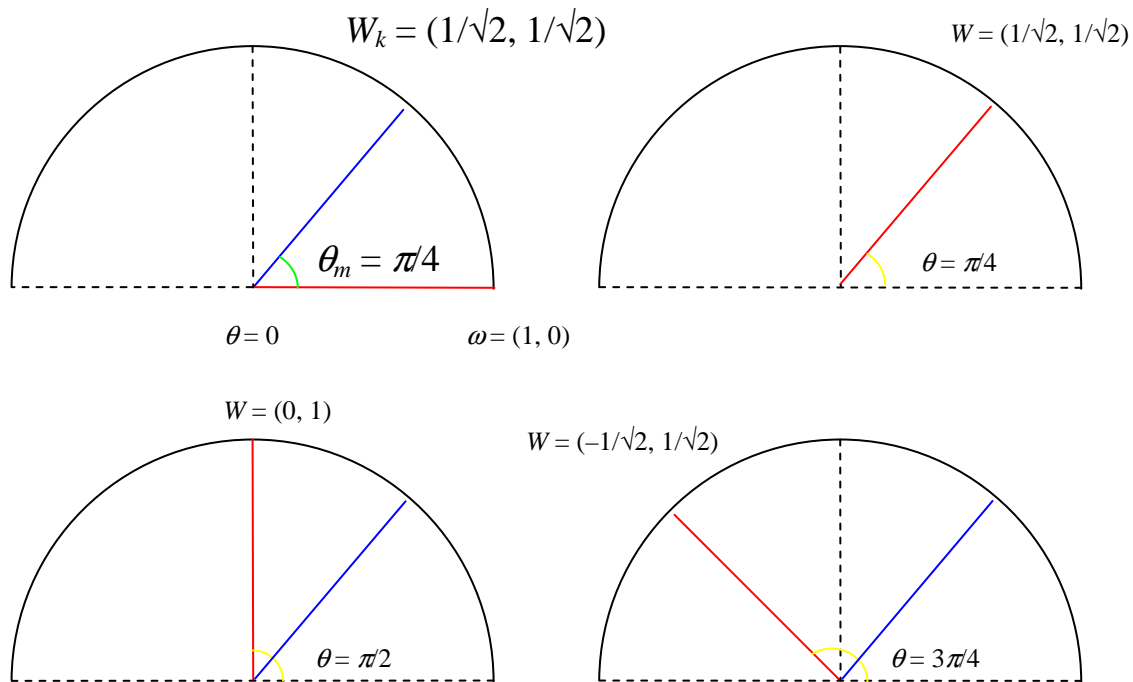 W_k = (1/√2, 1/√2)
W = (1/√2, 1/√2)
θ_m = π/4
θ = π/4
θ = 0
ω = (1, 0)
W = (0, 1)
W = (–1/√2, 1/√2)
θ = π/2
θ = 3π/4